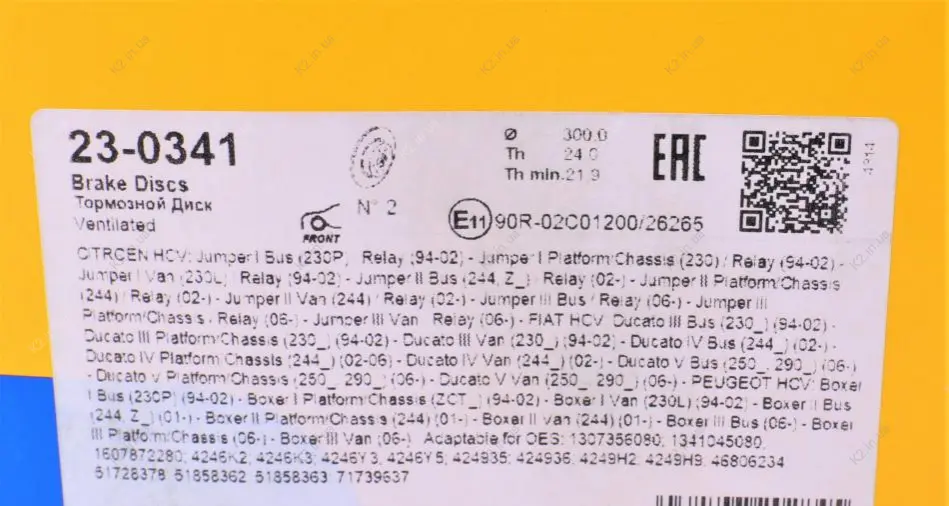 23-0341
Brake Discs
Тормозной Диск
Ventilated
FRONT
N° 2
Ø 300.0
Th 24.0
Th min. 21.9
EAC
4214
E11 90R-02C01200/26265
CITROEN HCV: Jumper I Bus (230P) / Relay (94-02) - Jumper I Platform/Chassis (230) / Relay (94-02) -
Jumper I Van (230L) / Relay (94-02) - Jumper II Bus (244, Z_) / Relay (02-) - Jumper II Platform/Chassis
(244) / Relay (02-) - Jumper II Van (244) / Relay (02-) - Jumper III Bus / Relay (06-) - Jumper III
Platform/Chassis / Relay (06-) - Jumper III Van / Relay (06-) - FIAT HCV: Ducato III Bus (230_) (94-02) -
Ducato III Platform/Chassis (230_) (94-02) - Ducato III Van (230_) (94-02) - Ducato IV Bus (244_) (02-) -
Ducato IV Platform/Chassis (244_) (02-06) - Ducato IV Van (244_) (02-) - Ducato V Bus (250_, 290_) (06-)
- Ducato V Platform/Chassis (250_, 290_) (06-) - Ducato V Van (250_, 290_) (06-) - PEUGEOT HCV: Boxer
I Bus (230P) (94-02) - Boxer I Platform/Chassis (ZCT_) (94-02) - Boxer I Van (230L) (94-02) - Boxer II Bus
(244, Z_) (01-) - Boxer II Platform/Chassis (244) (01-) - Boxer II Van (244) (01-) - Boxer III Bus (06-) - Boxer
III Platform/Chassis (06-) - Boxer III Van (06-) Adaptable for OES: 1307356080; 1341045080;
1607872280; 4246K2; 4246K3; 4246Y3; 4246Y5; 424935; 424936; 4249H2; 4249H9; 46806234
51728378; 51858362; 51858363; 71739637
K2.in.ua